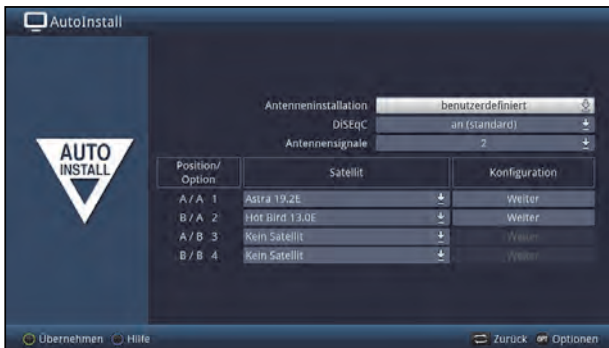 AutoInstall
AUTO
INSTALL
Antenneninstallation benutzerdefiniert
DiSEqC an (standard)
Antennensignale 2
Position/
Option Satellit Konfiguration
A/A 1 Astra 19.2E Weiter
B/A 2 Hot Bird 13.0E Weiter
A/B 3 Kein Satellit Weiter
B/B 4 Kein Satellit Weiter
Übernehmen Hilfe Zurück OPT Optionen